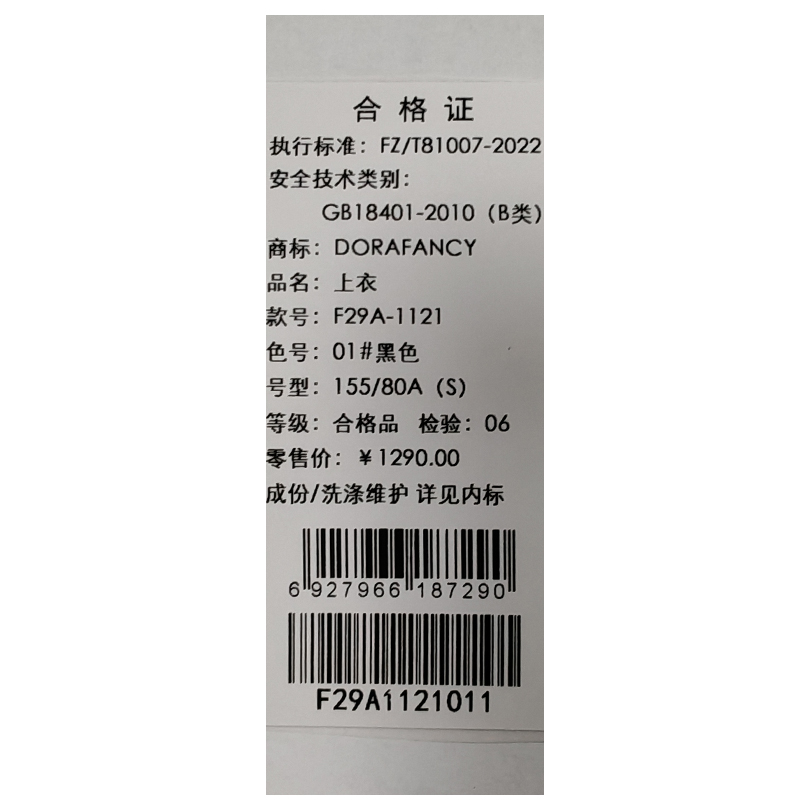 合格证
执行标准：FZ/T81007-2022
安全技术类别：
GB18401-2010（B类）
商标：DORAFANCY
品名：上衣
款号：F29A-1121
色号：01#黑色
号型：155/80A（S）
等级：合格品 检验：06
零售价：￥1290.00
成份/洗涤维护 详见内标
6 927966 187290
F29A1121011